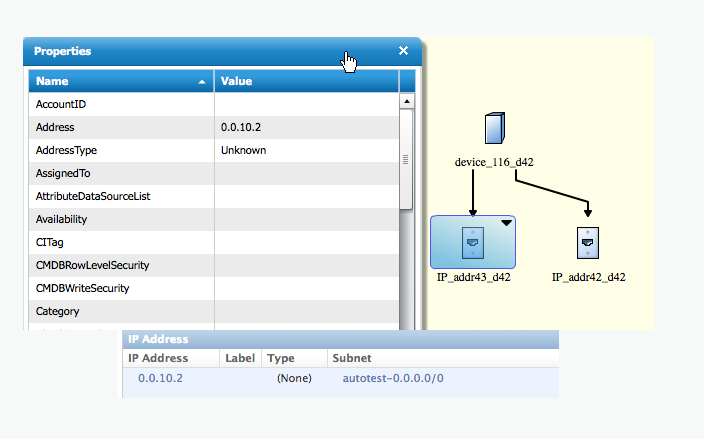 Properties
Name Value
AccountID
Address 0.0.10.2
AddressType Unknown
AssignedTo
AttributeDataSourceList
Availability
CITag
CMDBRowLevelSecurity
CMDBWriteSecurity
Category
device_116_d42
IP_addr43_d42 IP_addr42_d42
IP Address
IP Address Label Type Subnet
0.0.10.2 (None) autotest-0.0.0.0/0